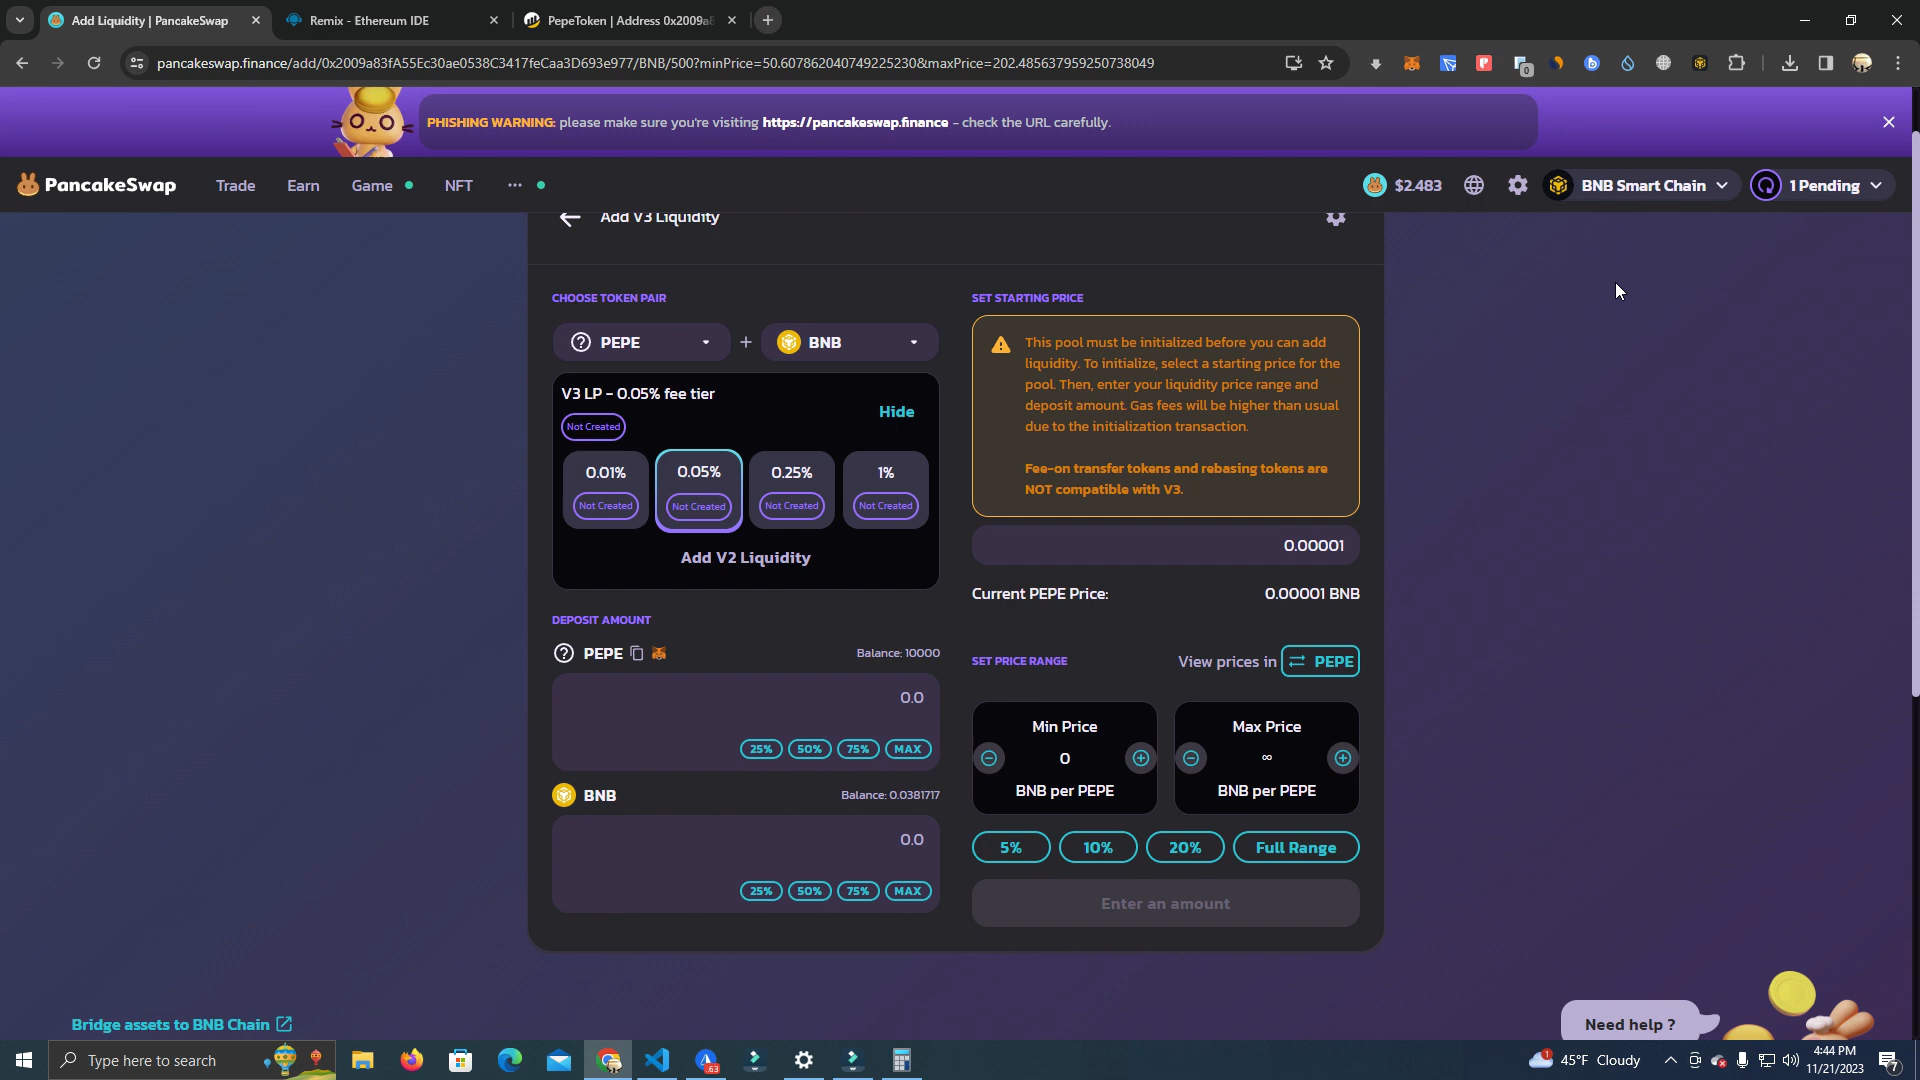 Add Liquidity | PancakeSwap
Remix - Ethereum IDE
PepeToken | Address 0x2009a8
pancakeswap.finance/add/0x2009a83fA55Ec30ae0538C3417feCaa3D693e977/BNB/500?minPrice=50.6078620407492252​30&maxPrice=202.485637959250738049
PHISHING WARNING: please make sure you're visiting https://pancakeswap.finance - check the URL carefully.
PancakeSwap
Trade
Earn
Game
NFT
$2.483
BNB Smart Chain
1 Pending
Add V3 Liquidity
CHOOSE TOKEN PAIR
PEPE
+
BNB
V3 LP - 0.05% fee tier
Not Created
Hide
0.01%
0.05%
0.25%
1%
Not Created
Not Created
Not Created
Not Created
Add V2 Liquidity
DEPOSIT AMOUNT
PEPE
Balance: 10000
0.0
25%
50%
75%
MAX
BNB
Balance: 0.0381717
0.0
25%
50%
75%
MAX
SET STARTING PRICE
This pool must be initialized before you can add
liquidity. To initialize, select a starting price for the
pool. Then, enter your liquidity price range and
deposit amount. Gas fees will be higher than usual
due to the initialization transaction.
Fee-on transfer tokens and rebasing tokens are
NOT compatible with V3.
0.00001
Current PEPE Price:
0.00001 BNB
SET PRICE RANGE
View prices in
PEPE
Min Price
0
BNB per PEPE
Max Price
∞
BNB per PEPE
5%
10%
20%
Full Range
Enter an amount
Bridge assets to BNB Chain
Need help ?
Type here to search
63
1
45°F Cloudy
4:44 PM
11/21/2023
7